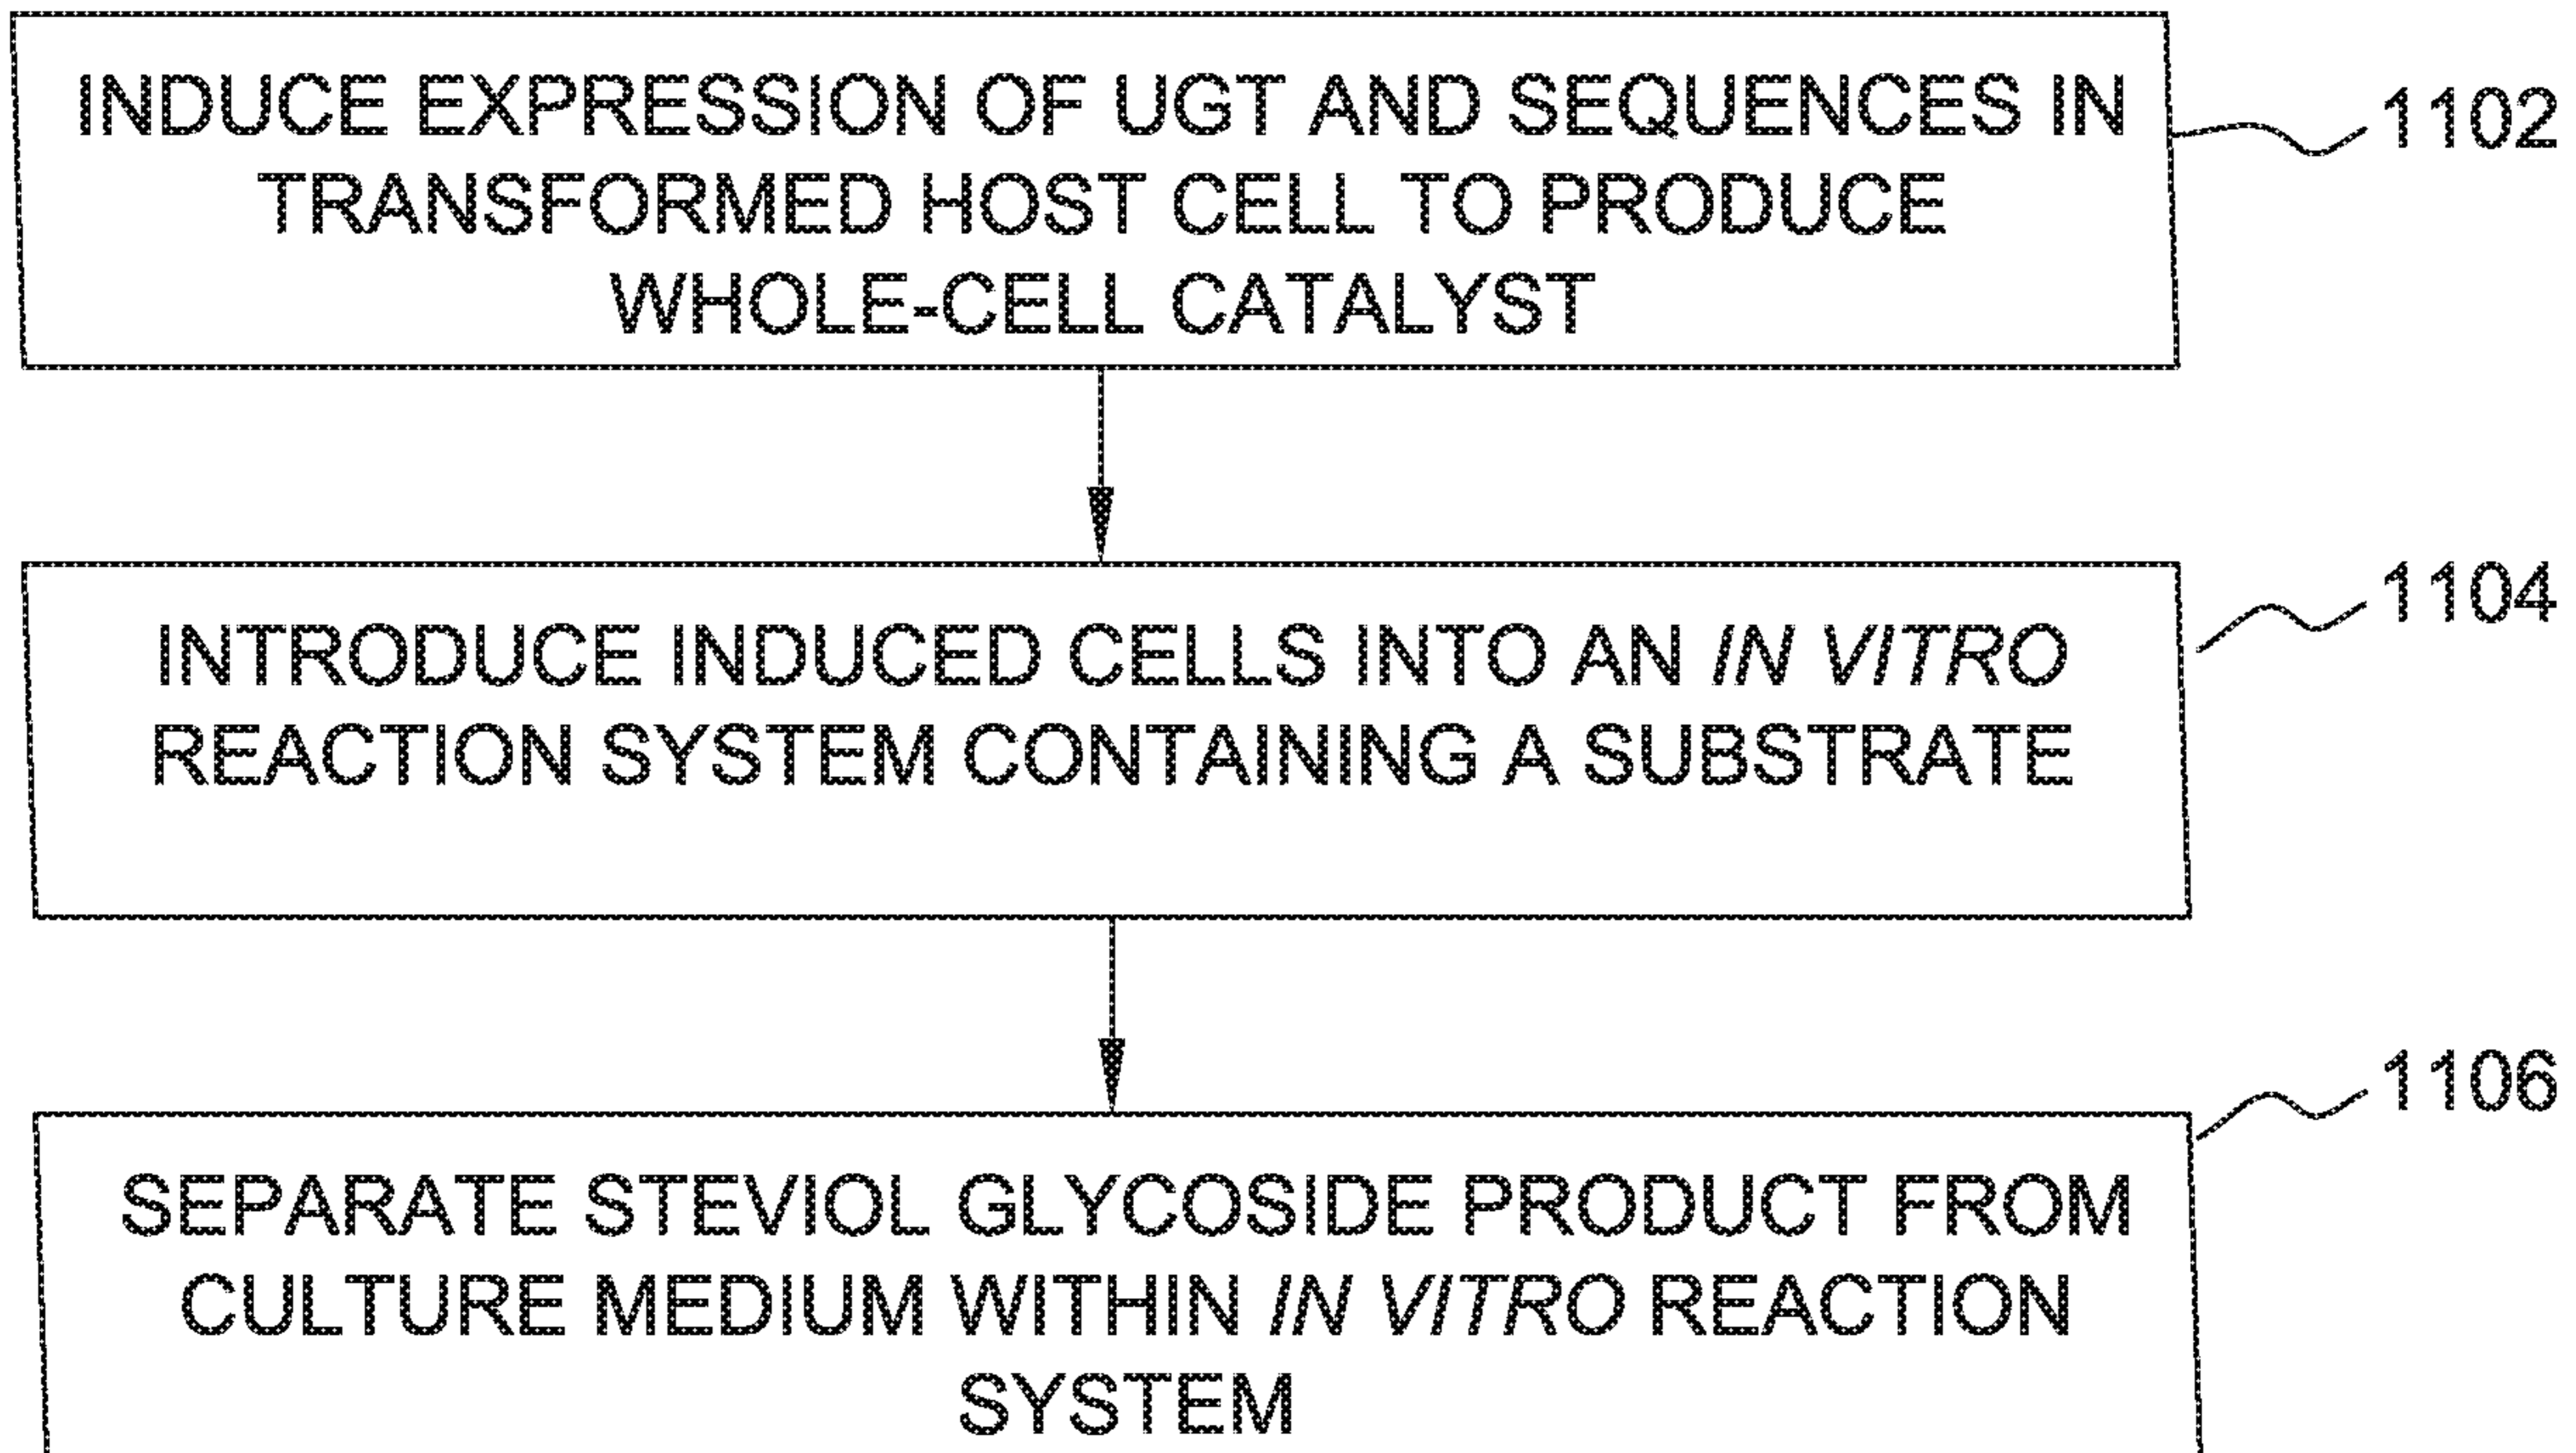 INDUCE EXPRESSION OF UGT AND SEQUENCES IN
TRANSFORMED HOST CELL TO PRODUCE
WHOLE-CELL CATALYST
1102
INTRODUCE INDUCED CELLS INTO AN IN VITRO
REACTION SYSTEM CONTAINING A SUBSTRATE
1104
SEPARATE STEVIOL GLYCOSIDE PRODUCT FROM
CULTURE MEDIUM WITHIN IN VITRO REACTION
SYSTEM
1106